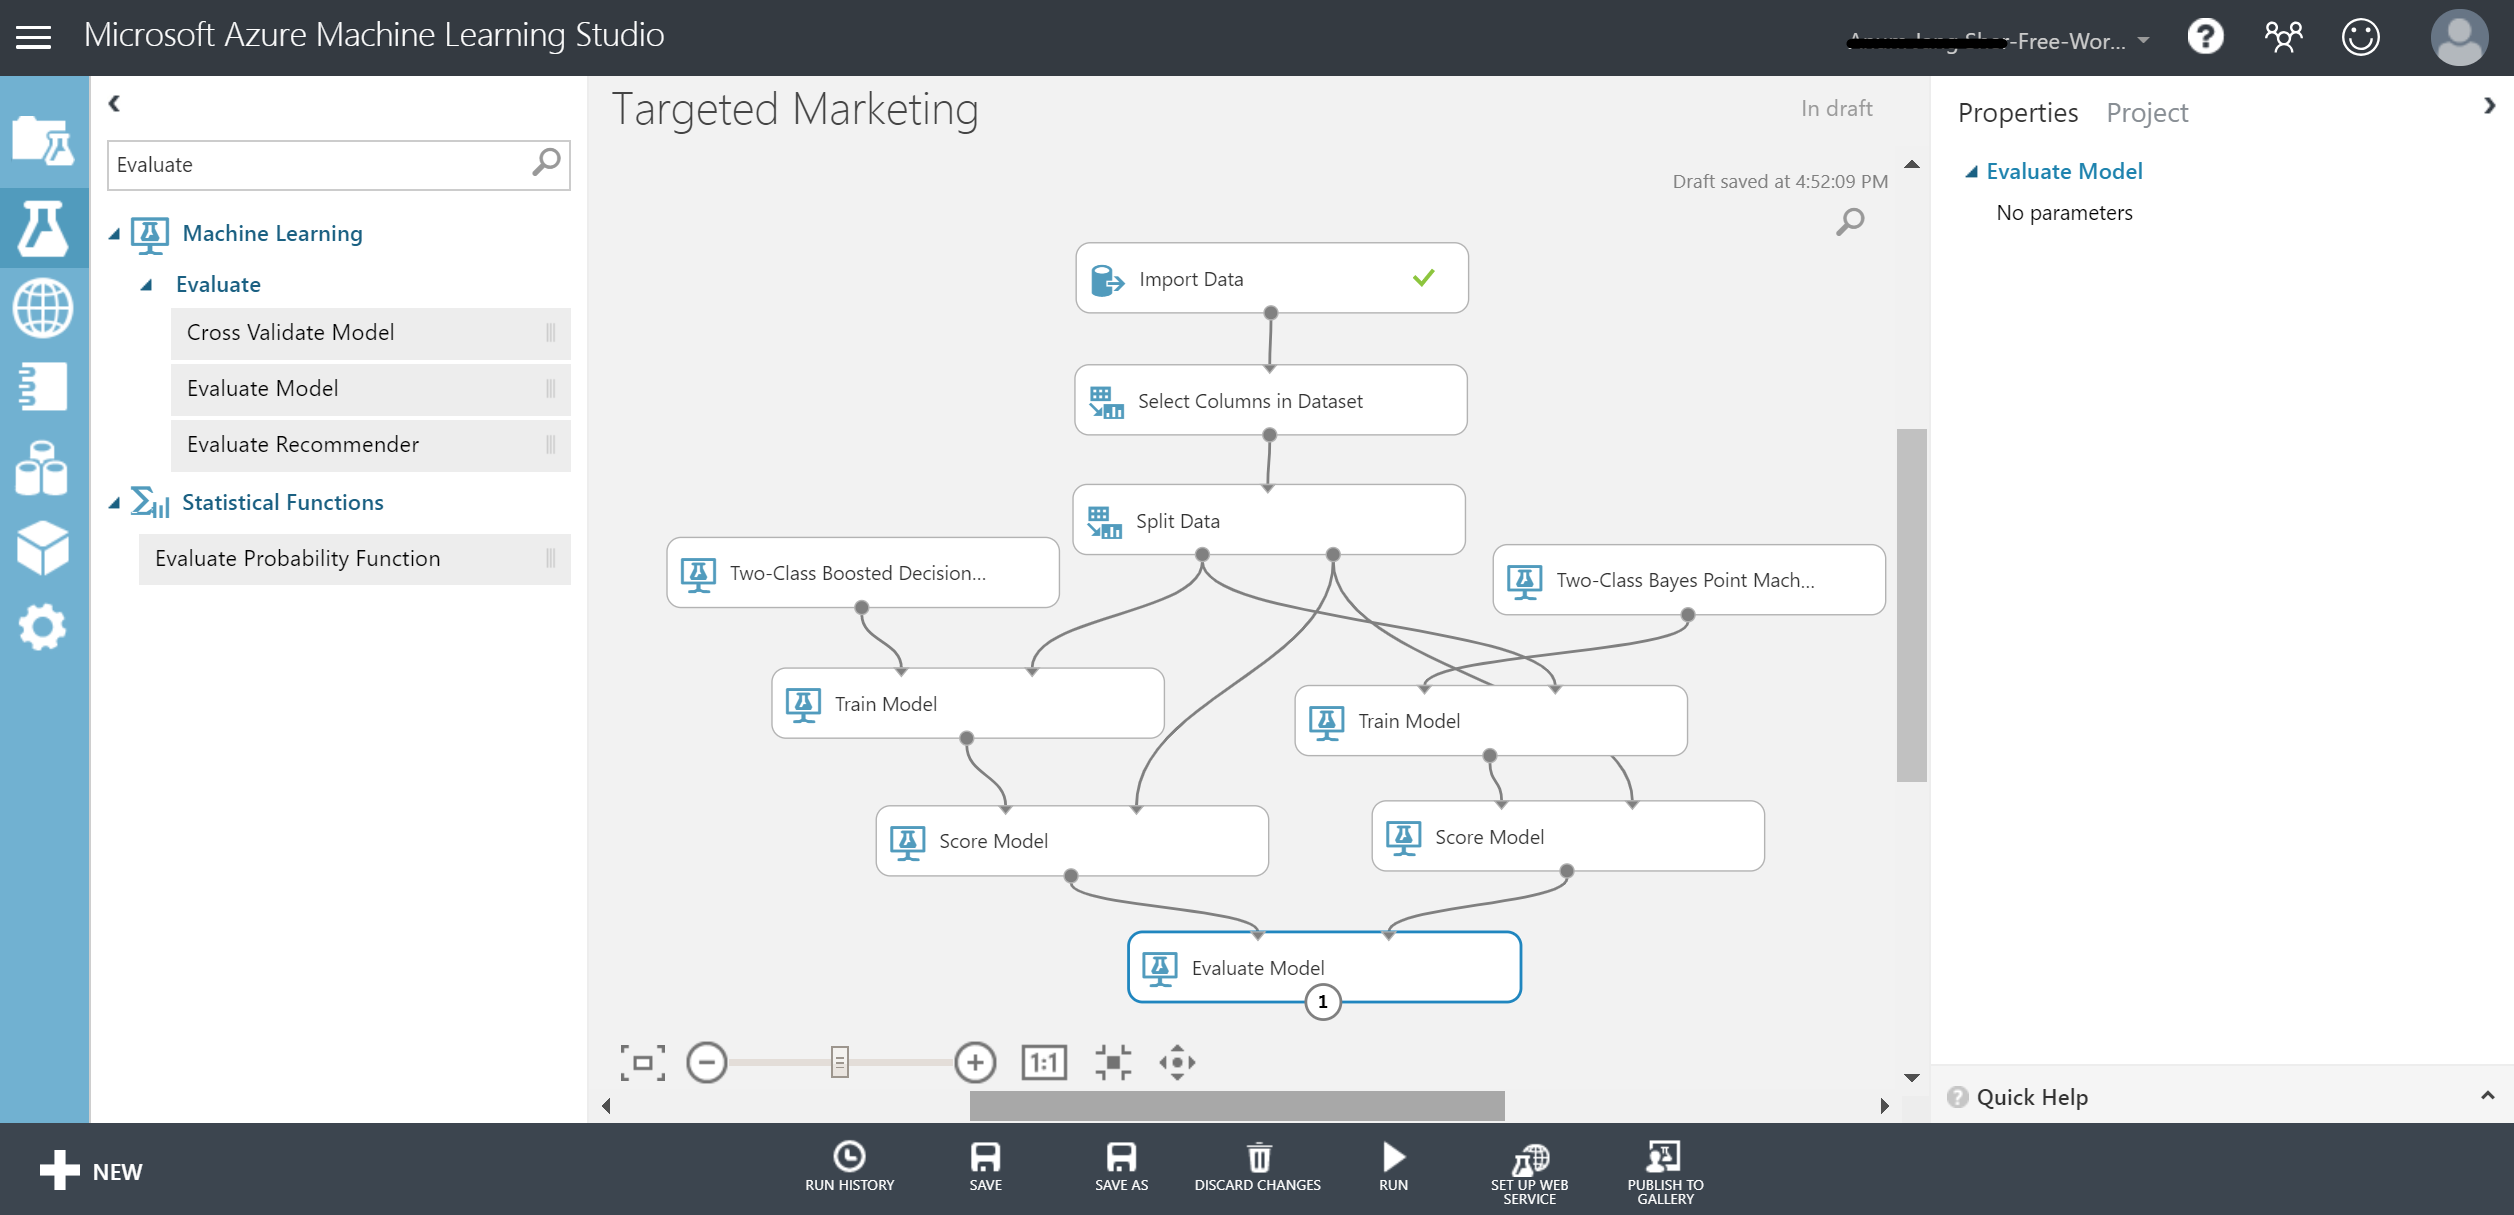 Microsoft Azure Machine Learning Studio
-Free-Wor...
Evaluate
Machine Learning
Evaluate
Cross Validate Model
Evaluate Model
Evaluate Recommender
Statistical Functions
Evaluate Probability Function
Targeted Marketing
In draft
Draft saved at 4:52:09 PM
Import Data
Select Columns in Dataset
Split Data
Two-Class Boosted Decision...
Two-Class Bayes Point Mach...
Train Model
Train Model
Score Model
Score Model
Evaluate Model
1
1:1
Properties
Project
Evaluate Model
No parameters
Quick Help
NEW
RUN HISTORY
SAVE
SAVE AS
DISCARD CHANGES
RUN
SET UP WEB
SERVICE
PUBLISH TO
GALLERY